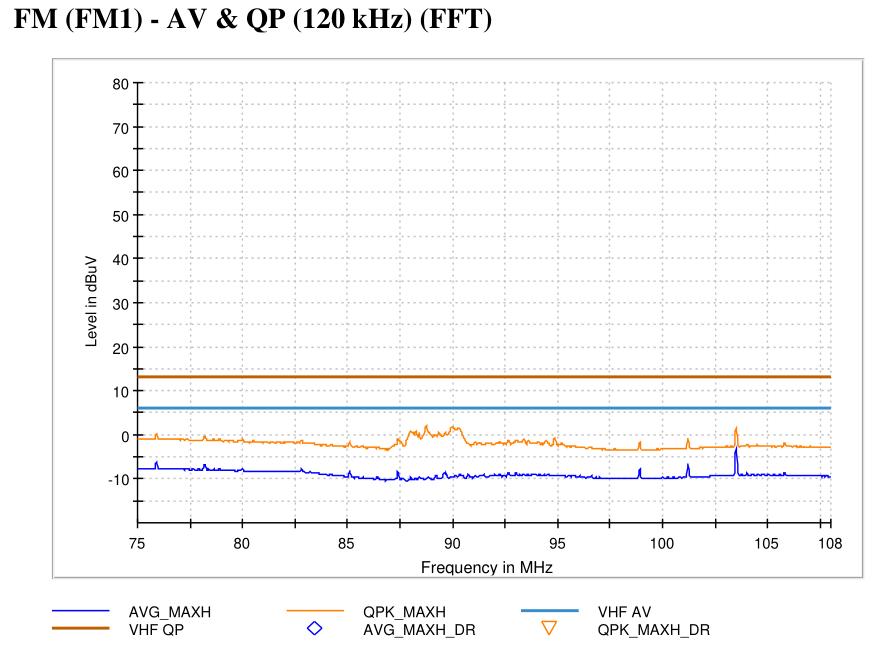 FM (FM1) - AV & QP (120 kHz) (FFT)
80
70
60
50
40
30
20
10
0
-10
Level in dBuV
75 80 85 90 95 100 105 108
Frequency in MHz
AVG_MAXH QPK_MAXH VHF AV
VHF QP AVG_MAXH_DR QPK_MAXH_DR